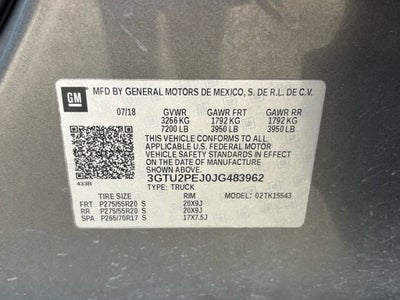 GM
MFD BY GENERAL MOTORS DE MEXICO, S. DE R.L. DE C.V.
07/18 GVWR GAWR FRT GAWR RR
3266 KG 1792 KG 1792 KG
7200 LB 3950 LB 3950 LB
THIS VEHICLE CONFORMS TO ALL
APPLICABLE U.S. FEDERAL MOTOR
VEHICLE SAFETY STANDARDS IN EFFECT
ON THE DATE OF MANUFACTURE
SHOWN ABOVE.
433B 3GTU2PEJ0JG483962
TYPE: TRUCK
TIRE SIZE RIM MODEL: 02TK15543
FRT P275/55R20 S 20X9J
RR P275/55R20 S 20X9J
SPA P265/70R17 S 17X7.5J